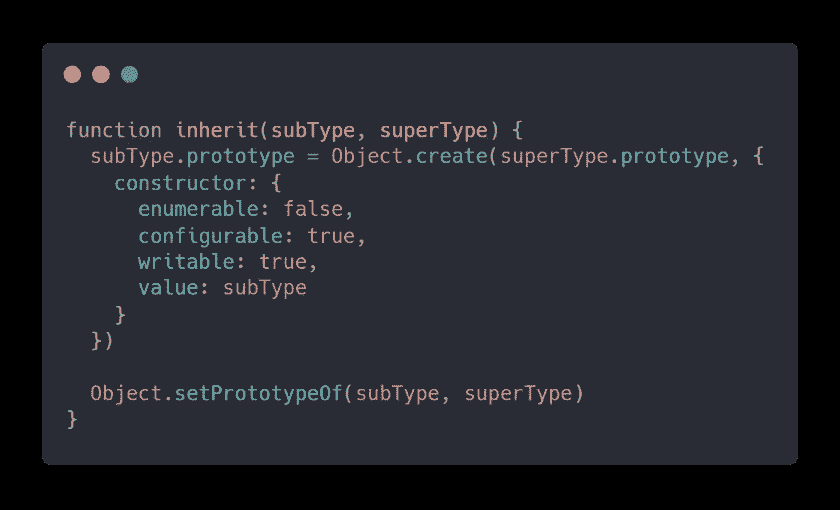 function inherit(subType, superType) {
  subType.prototype = Object.create(superType.prototype, {
    constructor: {
      enumerable: false,
      configurable: true,
      writable: true,
      value: subType
    }
  })

  Object.setPrototypeOf(subType, superType)
}